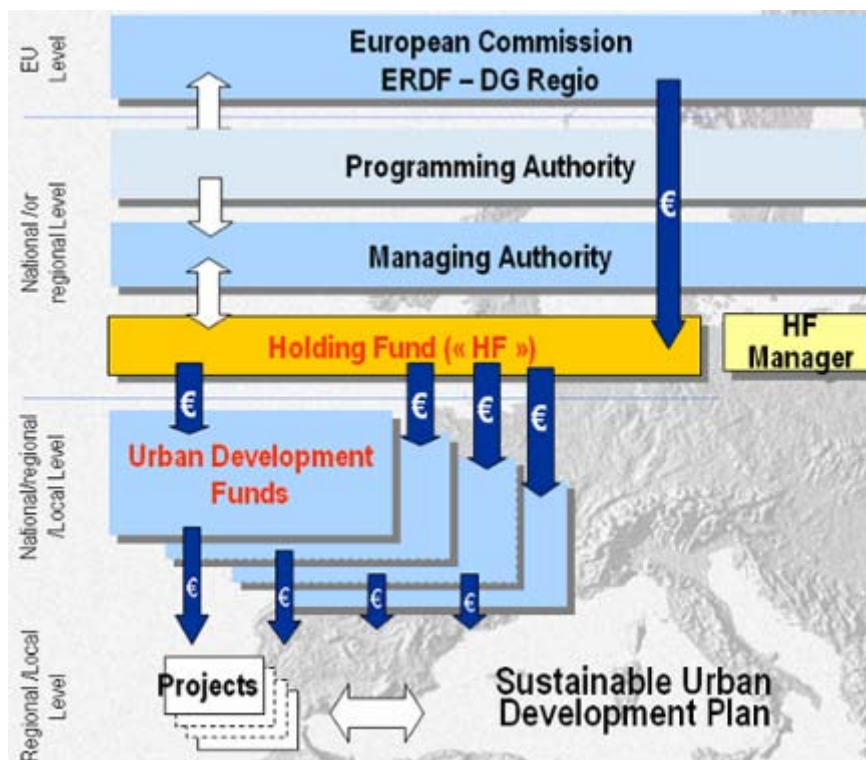 EU
Level
European Commission
ERDF – DG Regio
National /or
regional Level
Programming Authority
€
Managing Authority
Holding Fund (« HF »)
HF
Manager
€
€
€
€
National/regional
/Local Level
Urban Development
Funds
€
€
€
€
Regional /Local
Level
Projects
Sustainable Urban
Development Plan